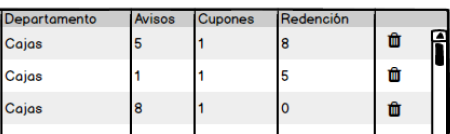 Departamento Avisos Cupones Redención
Cajas 5 1 8
Cajas 1 1 5
Cajas 8 1 0